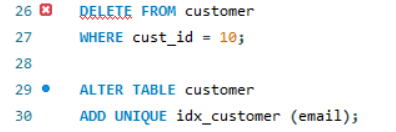 26 DELETE FROM customer
27 WHERE cust_id = 10;
28
29 ALTER TABLE customer
30 ADD UNIQUE idx_customer (email);